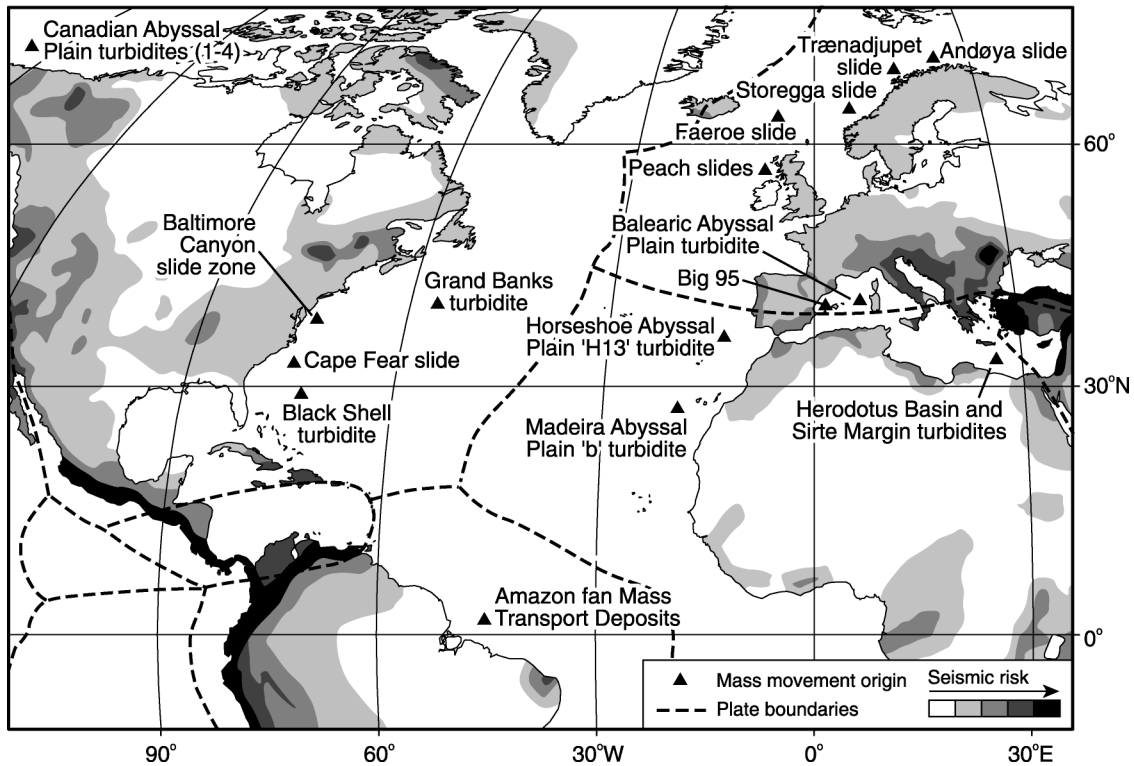 Canadian Abyssal
Plain turbidites (1-4)
Trænadjupet
slide
Andøya slide
Storegga slide
Faeroe slide
60°
Peach slides
Baltimore
Canyon
slide zone
Balearic Abyssal
Plain turbidite
Big 95
Grand Banks
turbidite
Horseshoe Abyssal
Plain 'H13' turbidite
Cape Fear slide
30°N
Black Shell
turbidite
Madeira Abyssal
Plain 'b' turbidite
Herodotus Basin and
Sirte Margin turbidites
Amazon fan Mass
Transport Deposits
0°
Mass movement origin
Plate boundaries
Seismic risk
90°
60°
30°W
0°
30°E